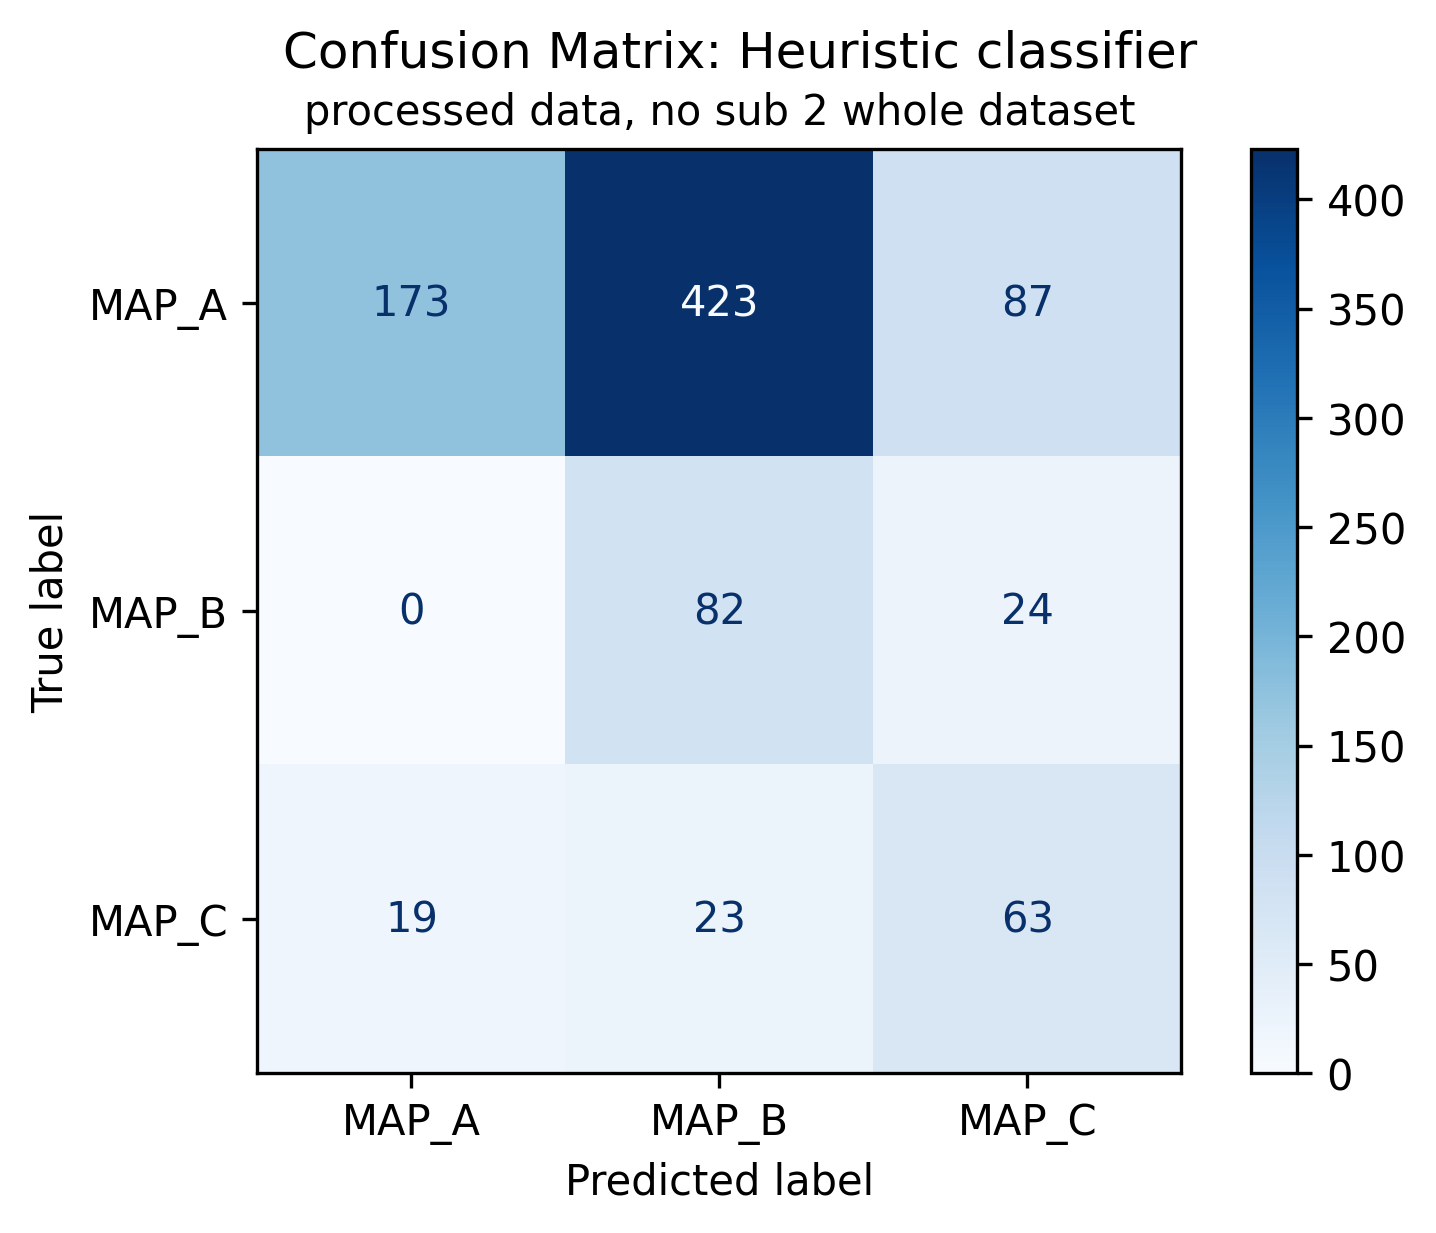 Confusion Matrix: Heuristic classifier
processed data, no sub 2 whole dataset
True label
MAP_A
173 423 87
MAP_B
0 82 24
MAP_C
19 23 63
MAP_A MAP_B MAP_C
Predicted label
400
350
300
250
200
150
100
50
0